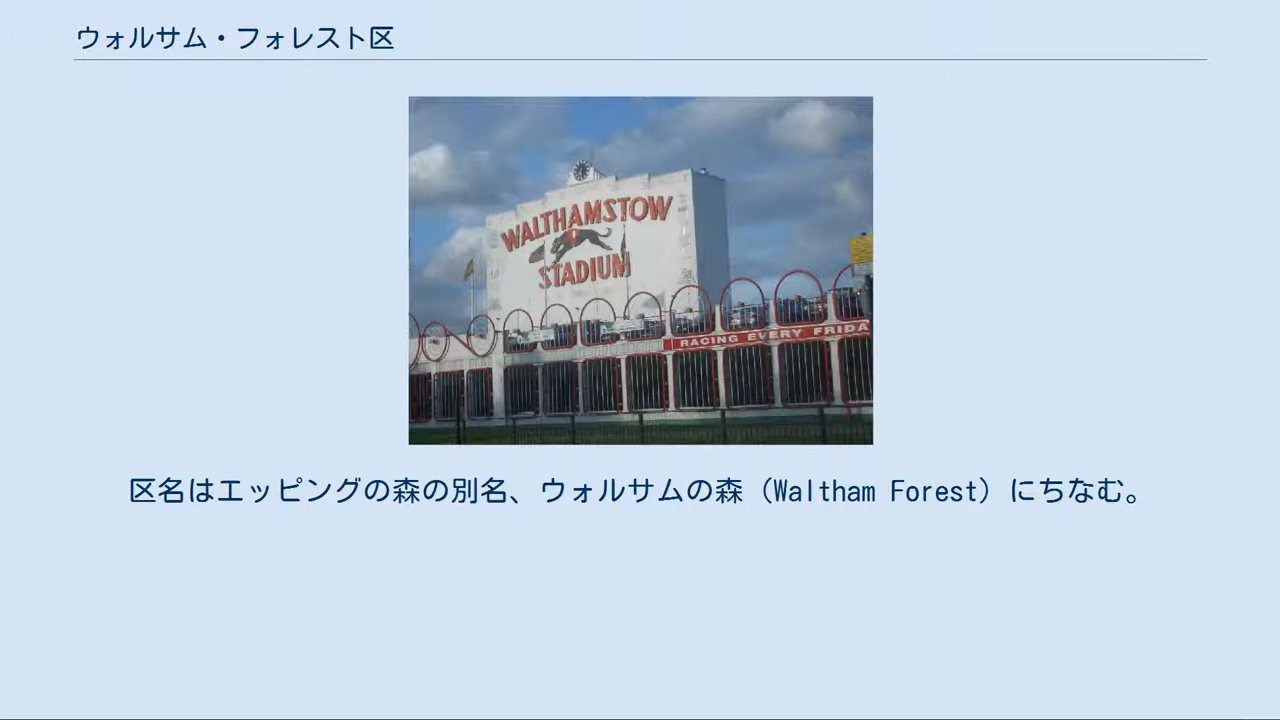 ウォルサム・フォレスト区
WALTHAMSTOW
STADIUM
RACING EVERY FRIDA
区名はエッピングの森の別名、ウォルサムの森（Waltham Forest）にちなむ。